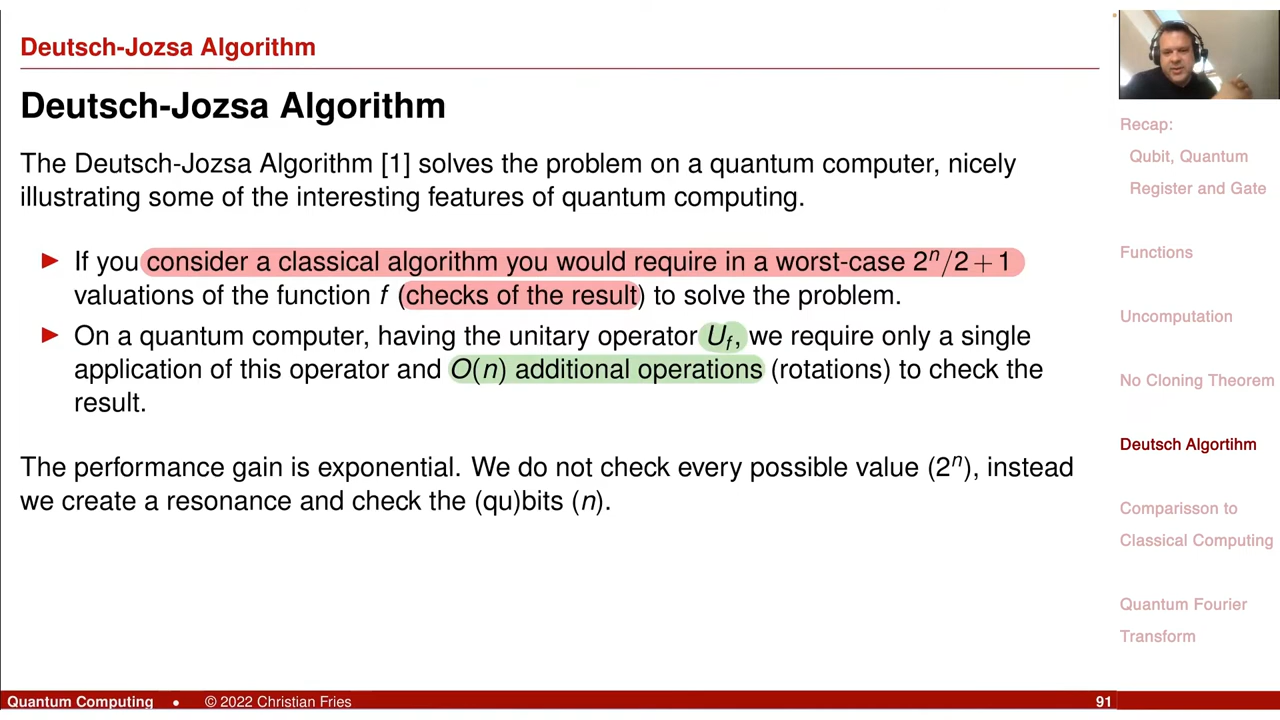 Deutsch-Jozsa Algorithm
Deutsch-Jozsa Algorithm
The Deutsch-Jozsa Algorithm [1] solves the problem on a quantum computer, nicely
illustrating some of the interesting features of quantum computing.
► If you consider a classical algorithm you would require in a worst-case 2ⁿ/2 + 1
valuations of the function f (checks of the result) to solve the problem.
► On a quantum computer, having the unitary operator U_f, we require only a single
application of this operator and O(n) additional operations (rotations) to check the
result.
The performance gain is exponential. We do not check every possible value (2ⁿ), instead
we create a resonance and check the (qu)bits (n).
Recap:
Qubit, Quantum
Register and Gate
Functions
Uncomputation
No Cloning Theorem
Deutsch Algortihm
Comparisson to
Classical Computing
Quantum Fourier
Transform
Quantum Computing • © 2022 Christian Fries 91